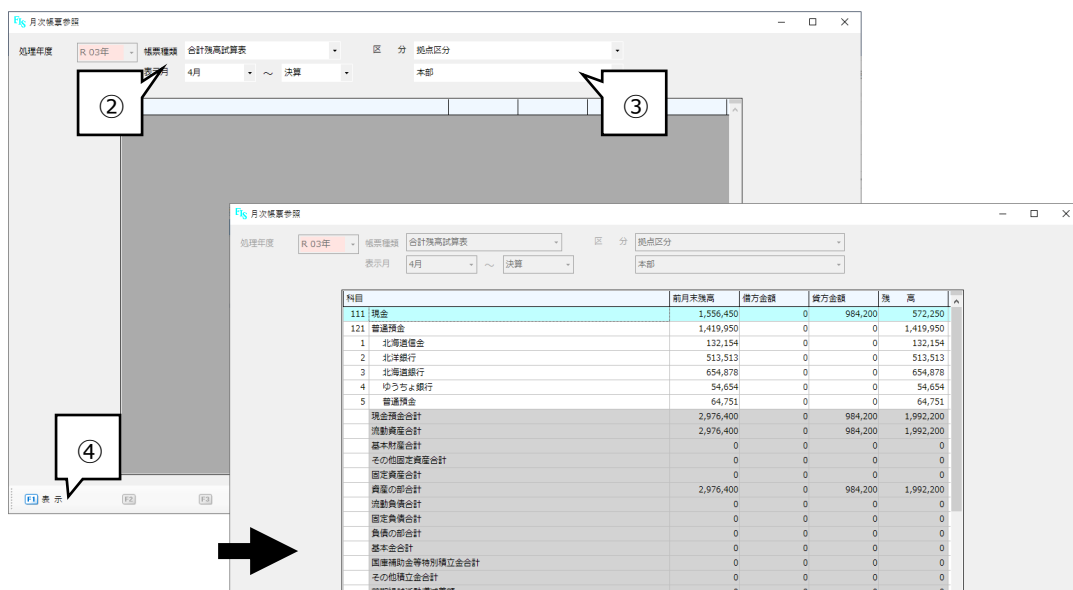 月次帳票参照
処理年度 R 03年 帳票種類 合計残高試算表 区 分 拠点区分
表示月 4月 ～ 決算 本部
②
③
④
F1 表 示 F2 F3
月次帳票参照
処理年度 R 03年 帳票種類 合計残高試算表 区 分 拠点区分
表示月 4月 ～ 決算 本部
科目 前月末残高 借方金額 貸方金額 残 高
111 現金 1,556,450 0 984,200 572,250
121 普通預金 1,419,950 0 0 1,419,950
1 北海道信金 132,154 0 0 132,154
2 北洋銀行 513,513 0 0 513,513
3 北海道銀行 654,878 0 0 654,878
4 ゆうちょ銀行 54,654 0 0 54,654
5 普通預金 64,751 0 0 64,751
現金預金合計 2,976,400 0 984,200 1,992,200
流動資産合計 2,976,400 0 984,200 1,992,200
基本財産合計 0 0 0 0
その他固定資産合計 0 0 0 0
固定資産合計 0 0 0 0
資産の部合計 2,976,400 0 984,200 1,992,200
流動負債合計 0 0 0 0
固定負債合計 0 0 0 0
負債の部合計 0 0 0 0
基本金合計 0 0 0 0
国庫補助金等特別積立金合計 0 0 0 0
その他積立金合計 0 0 0 0